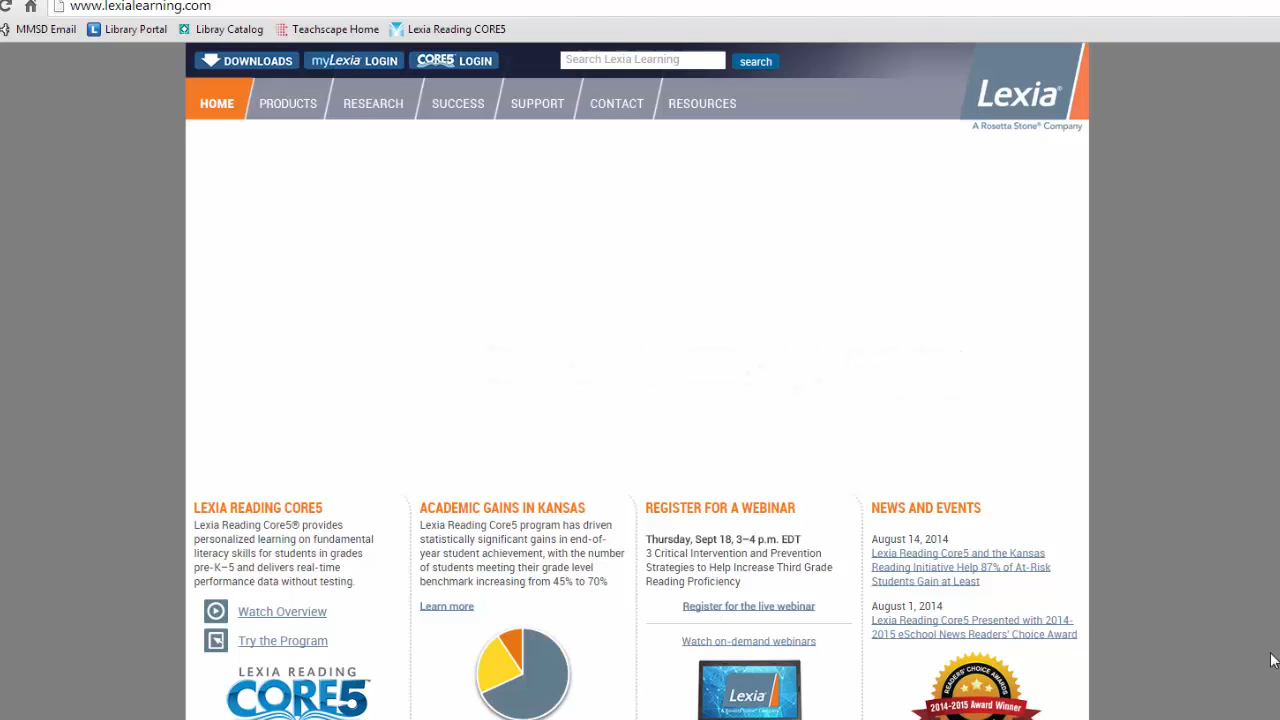 www.lexialearning.com
MMSD Email Library Portal Libray Catalog Teachscape Home Lexia Reading CORE5
DOWNLOADS myLexia LOGIN CORE5 LOGIN Search Lexia Learning search
HOME PRODUCTS RESEARCH SUCCESS SUPPORT CONTACT RESOURCES
Lexia®
A Rosetta Stone® Company
LEXIA READING CORE5
Lexia Reading Core5® provides
personalized learning on fundamental
literacy skills for students in grades
pre-K–5 and delivers real-time
performance data without testing.
Watch Overview
Try the Program
LEXIA READING
CORE5™
ACADEMIC GAINS IN KANSAS
Lexia Reading Core5 program has driven
statistically significant gains in end-of-
year student achievement, with the number
of students meeting their grade level
benchmark increasing from 45% to 70%
Learn more
REGISTER FOR A WEBINAR
Thursday, Sept 18, 3–4 p.m. EDT
3 Critical Intervention and Prevention
Strategies to Help Increase Third Grade
Reading Proficiency
Register for the live webinar
Watch on-demand webinars
Lexia
A Rosetta Stone® Company
NEWS AND EVENTS
August 14, 2014
Lexia Reading Core5 and the Kansas
Reading Initiative Help 87% of At-Risk
Students Gain at Least
August 1, 2014
Lexia Reading Core5 Presented with 2014-
2015 eSchool News Readers' Choice Award
READERS' CHOICE AWARDS
2014-2015 Award Winner